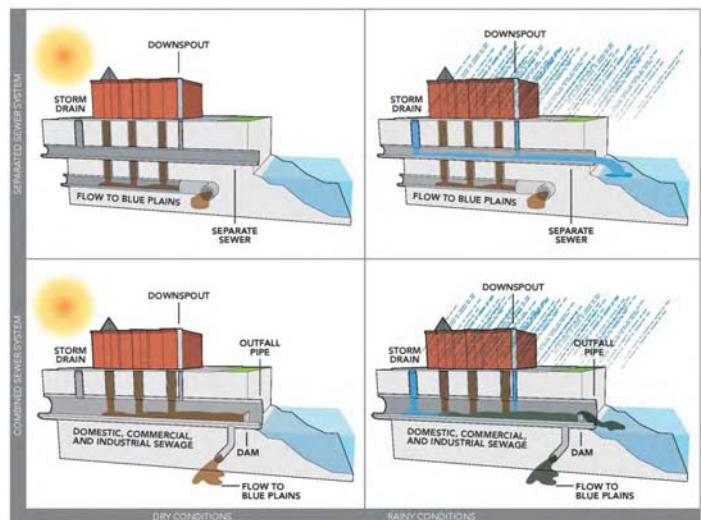 SEPARATED SEWER SYSTEM
DOWNSPOUT
STORM
DRAIN
FLOW TO BLUE PLAINS
SEPARATE
SEWER
DOWNSPOUT
STORM
DRAIN
FLOW TO BLUE PLAINS
SEPARATE
SEWER
COMBINED SEWER SYSTEM
DOWNSPOUT
STORM
DRAIN
OUTFALL
PIPE
DOMESTIC, COMMERCIAL,
AND INDUSTRIAL SEWAGE
DAM
FLOW TO
BLUE PLAINS
DOWNSPOUT
STORM
DRAIN
OUTFALL
PIPE
DOMESTIC, COMMERCIAL,
AND INDUSTRIAL SEWAGE
DAM
FLOW TO
BLUE PLAINS
DRY CONDITIONS
RAINY CONDITIONS